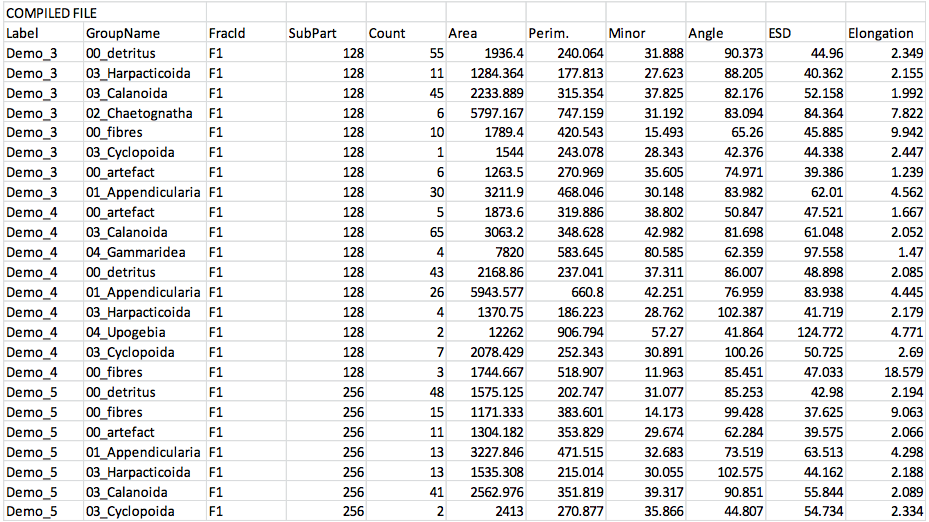 COMPILED FILE
Label GroupName FracId SubPart Count Area Perim. Minor Angle ESD Elongation
Demo_3 00_detritus F1 128 55 1936.4 240.064 31.888 90.373 44.96 2.349
Demo_3 03_Harpacticoida F1 128 11 1284.364 177.813 27.623 88.205 40.362 2.155
Demo_3 03_Calanoida F1 128 45 2233.889 315.354 37.825 82.176 52.158 1.992
Demo_3 02_Chaetognatha F1 128 6 5797.167 747.159 31.192 83.094 84.364 7.822
Demo_3 00_fibres F1 128 10 1789.4 420.543 15.493 65.26 45.885 9.942
Demo_3 03_Cyclopoida F1 128 1 1544 243.078 28.343 42.376 44.338 2.447
Demo_3 00_artefact F1 128 6 1263.5 270.969 35.605 74.971 39.386 1.239
Demo_3 01_Appendicularia F1 128 30 3211.9 468.046 30.148 83.982 62.01 4.562
Demo_4 00_artefact F1 128 5 1873.6 319.886 38.802 50.847 47.521 1.667
Demo_4 03_Calanoida F1 128 65 3063.2 348.628 42.982 81.698 61.048 2.052
Demo_4 04_Gammaridea F1 128 4 7820 583.645 80.585 62.359 97.558 1.47
Demo_4 00_detritus F1 128 43 2168.86 237.041 37.311 86.007 48.898 2.085
Demo_4 01_Appendicularia F1 128 26 5943.577 660.8 42.251 76.959 83.938 4.445
Demo_4 03_Harpacticoida F1 128 4 1370.75 186.223 28.762 102.387 41.719 2.179
Demo_4 04_Upogebia F1 128 2 12262 906.794 57.27 41.864 124.772 4.771
Demo_4 03_Cyclopoida F1 128 7 2078.429 252.343 30.891 100.26 50.725 2.69
Demo_4 00_fibres F1 128 3 1744.667 518.907 11.963 85.451 47.033 18.579
Demo_5 00_detritus F1 256 48 1575.125 202.747 31.077 85.253 42.98 2.194
Demo_5 00_fibres F1 256 15 1171.333 383.601 14.173 99.428 37.625 9.063
Demo_5 00_artefact F1 256 11 1304.182 353.829 29.674 62.284 39.575 2.066
Demo_5 01_Appendicularia F1 256 13 3227.846 471.515 32.683 73.519 63.513 4.298
Demo_5 03_Harpacticoida F1 256 13 1535.308 215.014 30.055 102.575 44.162 2.188
Demo_5 03_Calanoida F1 256 41 2562.976 351.819 39.317 90.851 55.844 2.089
Demo_5 03_Cyclopoida F1 256 2 2413 270.877 35.866 44.807 54.734 2.334